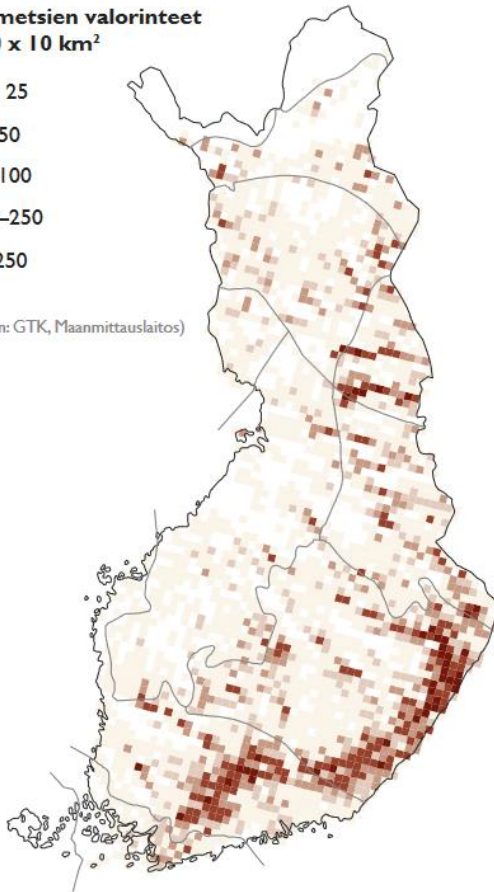 metsien valorinteet
x 10 km²
25
50
100
–250
250
n: GTK, Maanmittauslaitos)